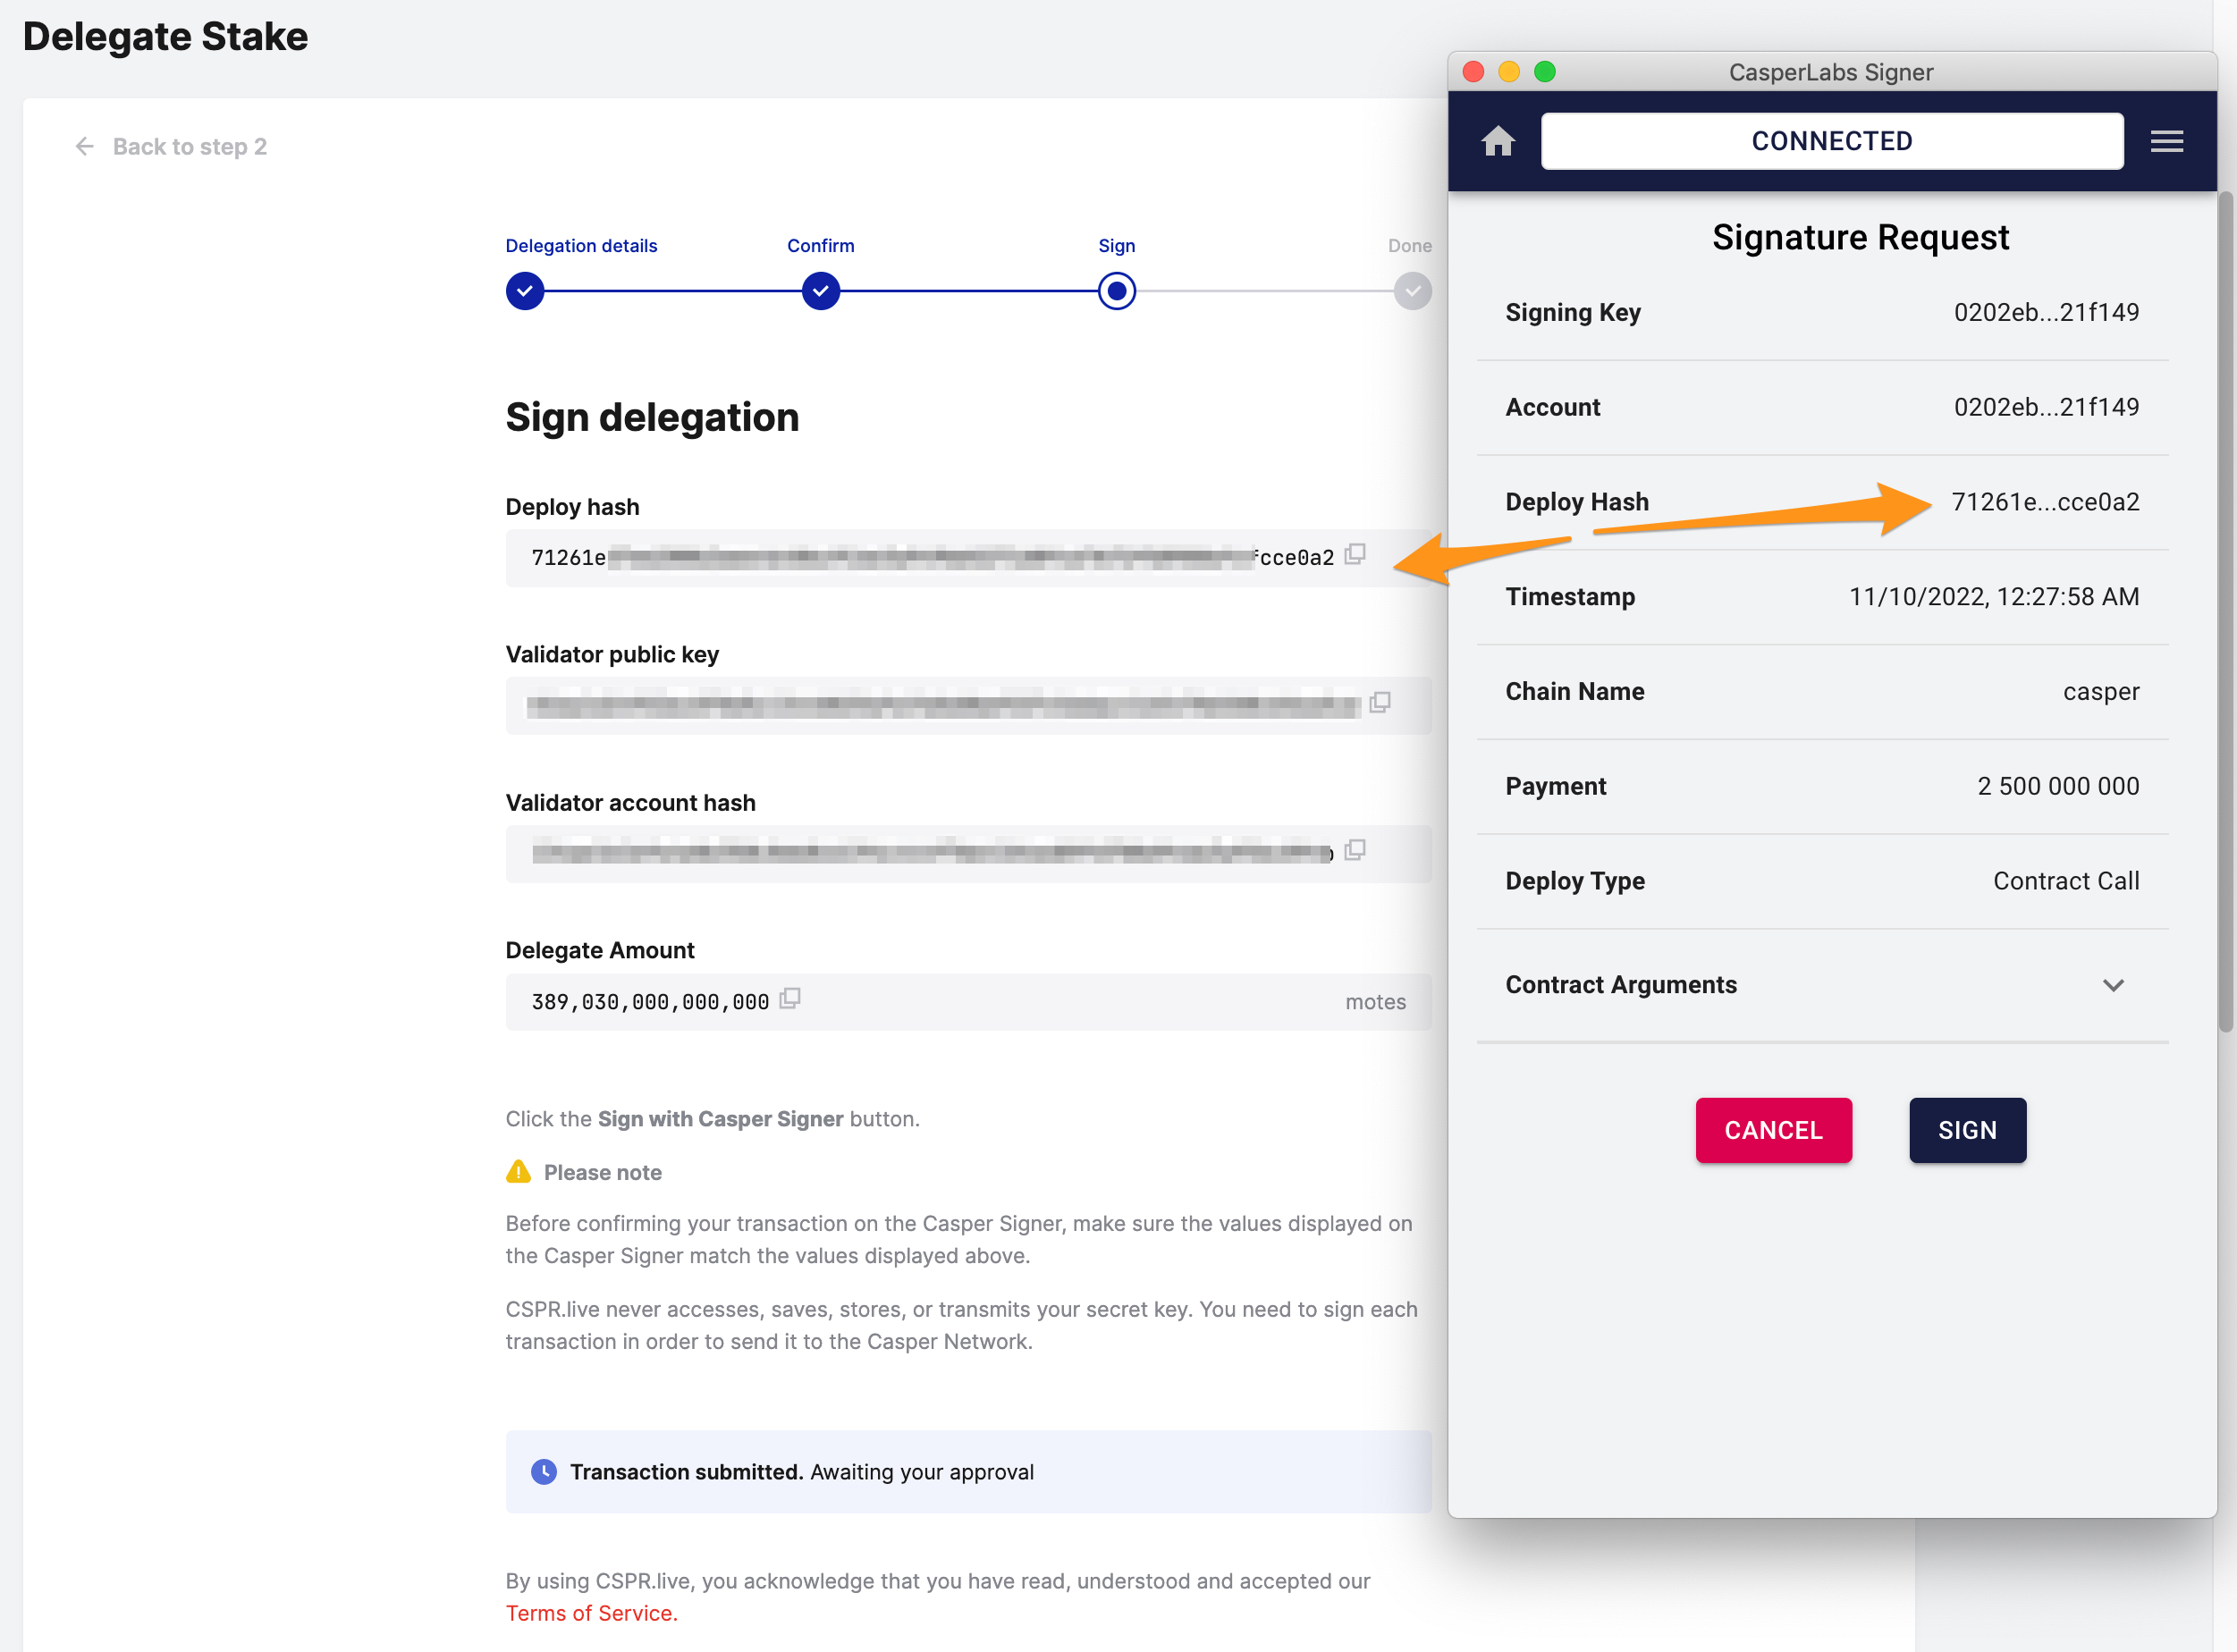 Delegate Stake
Back to step 2
Delegation details
Confirm
Sign
Done
Sign delegation
Deploy hash
71261e
fcce0a2
Validator public key
Validator account hash
Delegate Amount
389,030,000,000,000
motes
Click the Sign with Casper Signer button.
Please note
Before confirming your transaction on the Casper Signer, make sure the values displayed on
the Casper Signer match the values displayed above.
CSPR.live never accesses, saves, stores, or transmits your secret key. You need to sign each
transaction in order to send it to the Casper Network.
Transaction submitted. Awaiting your approval
By using CSPR.live, you acknowledge that you have read, understood and accepted our
Terms of Service.
CasperLabs Signer
CONNECTED
Signature Request
Signing Key 0202eb...21f149
Account 0202eb...21f149
Deploy Hash 71261e...cce0a2
Timestamp 11/10/2022, 12:27:58 AM
Chain Name casper
Payment 2 500 000 000
Deploy Type Contract Call
Contract Arguments
CANCEL
SIGN